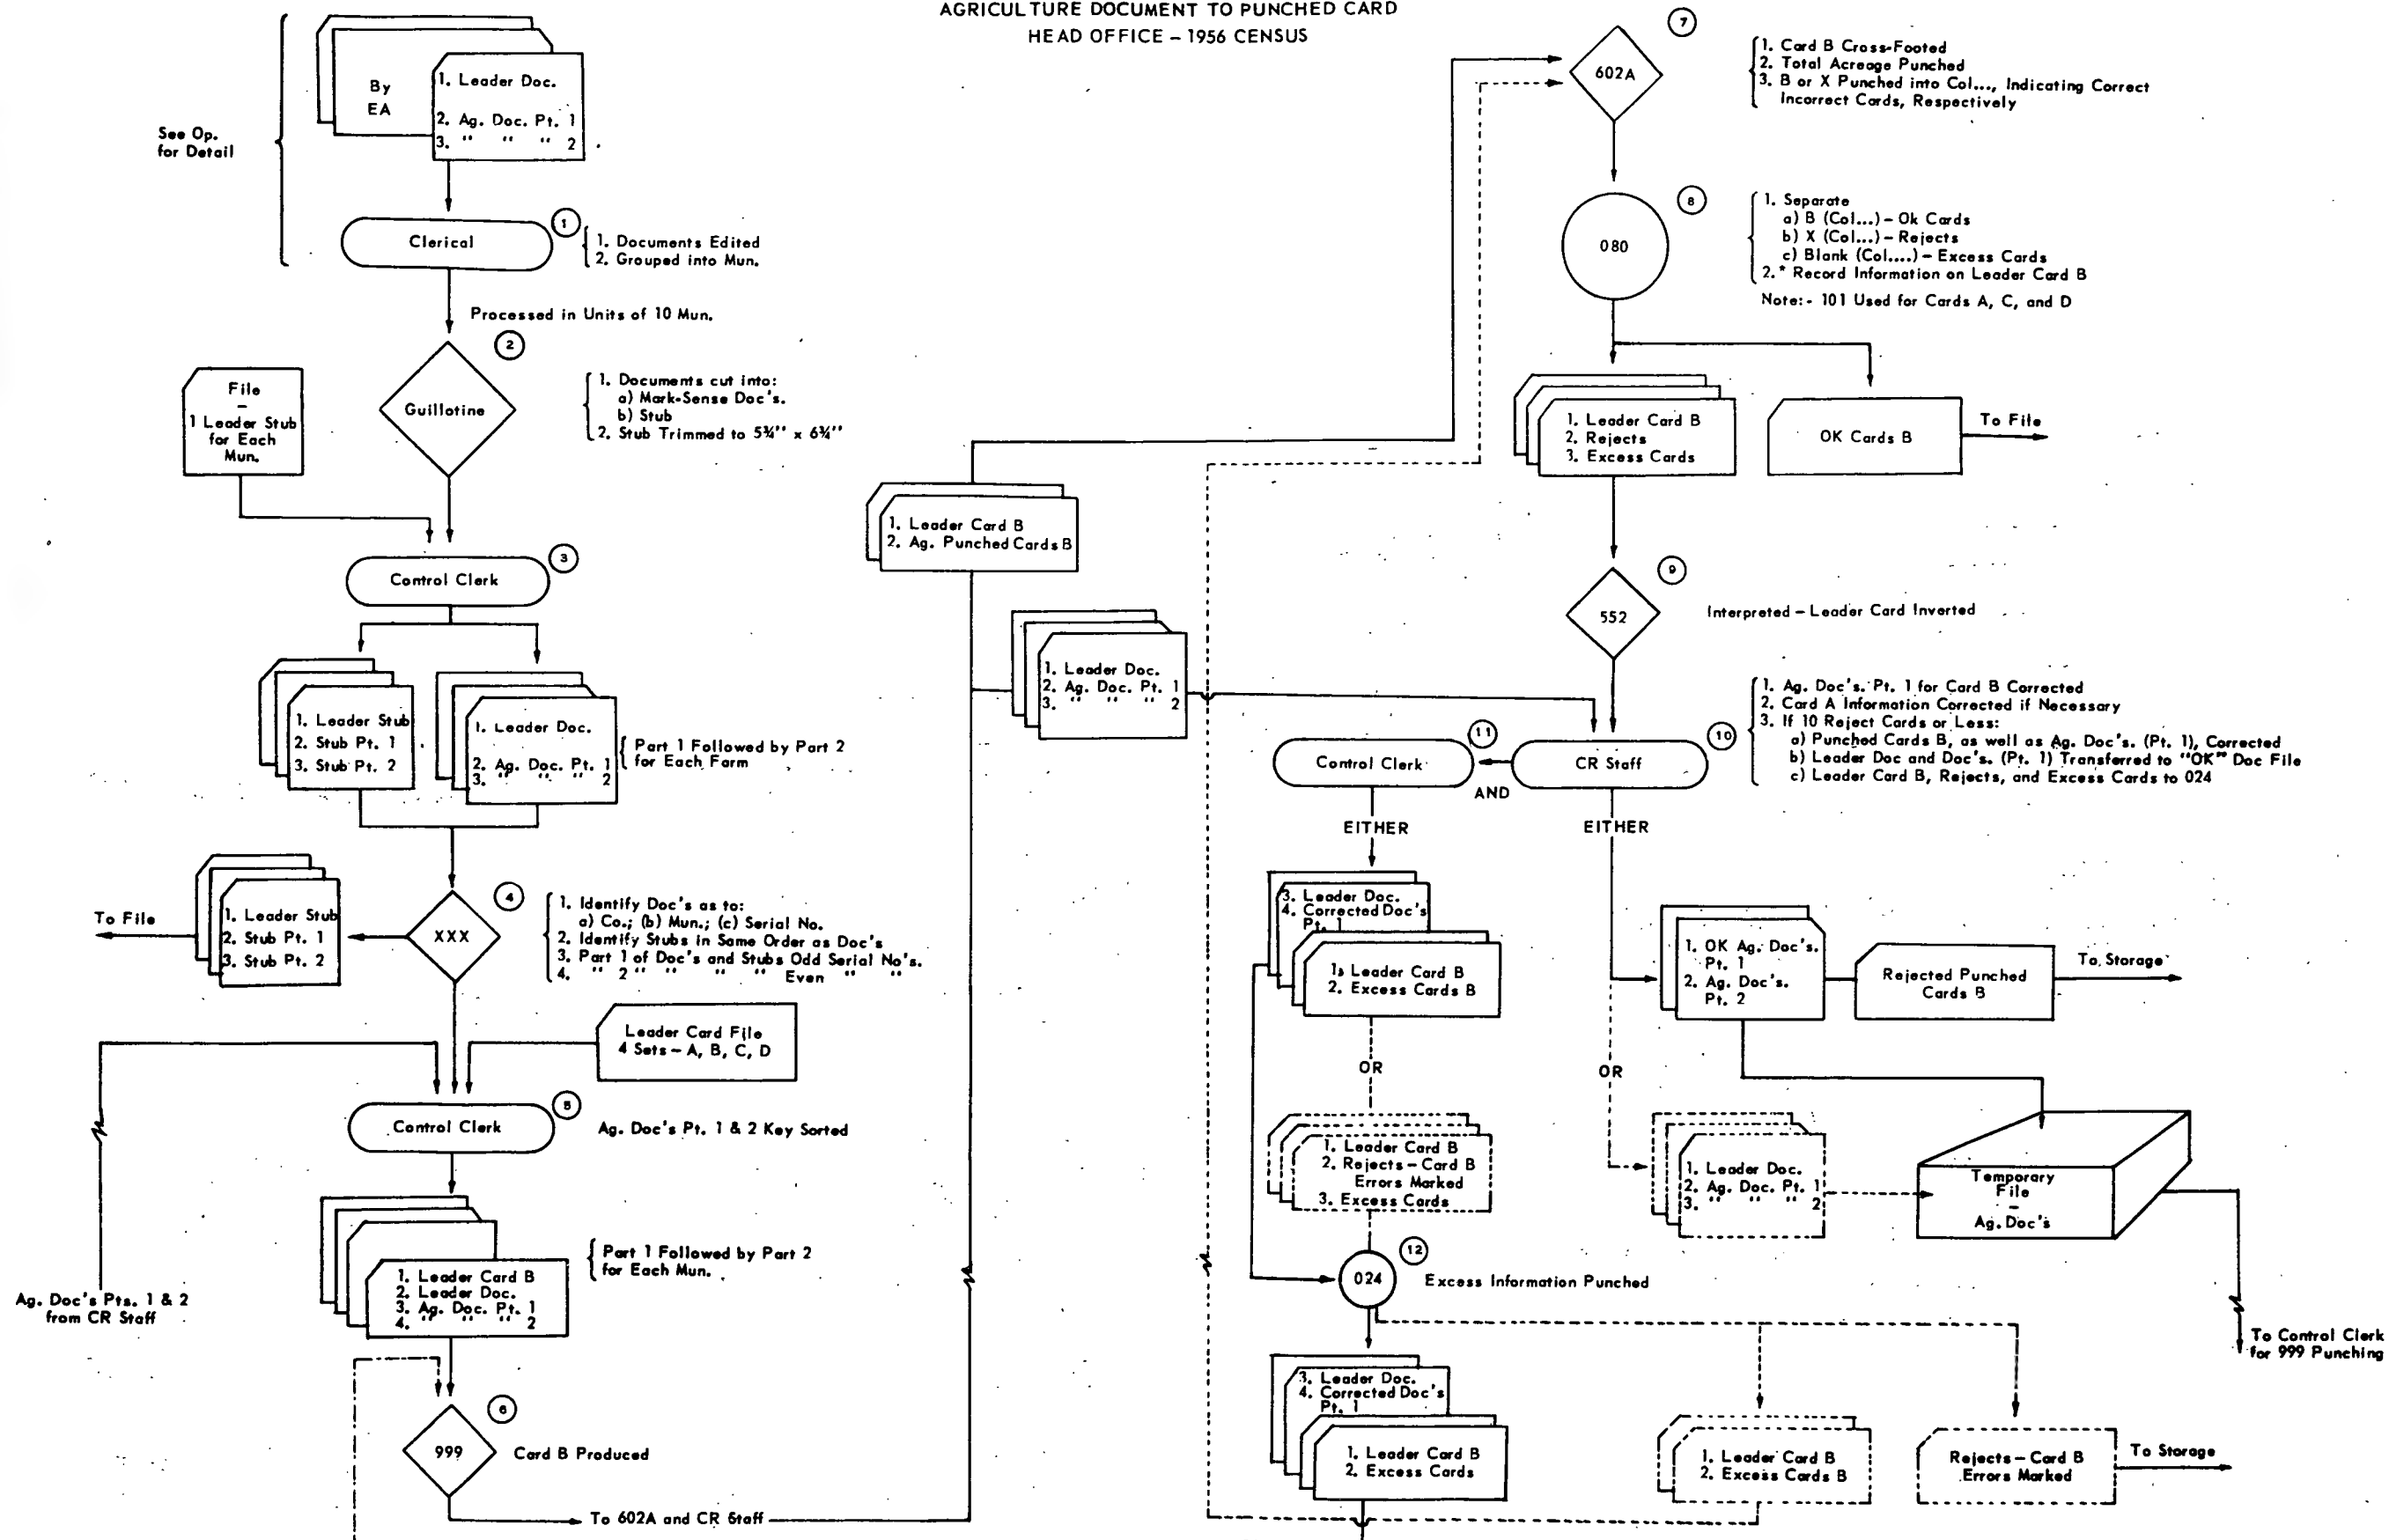 AGRICULTURE DOCUMENT TO PUNCHED CARD
HEAD OFFICE – 1956 CENSUS
See Op.
for Detail
By
EA
1. Leader Doc.
2. Ag. Doc. Pt. 1
3. " " " 2
Clerical
1
1. Documents Edited
2. Grouped into Mun.
Processed in Units of 10 Mun.
2
Guillotine
1. Documents cut into:
a) Mark-Sense Doc's.
b) Stub
2. Stub Trimmed to 5¾" x 6¾"
File
–
1 Leader Stub
for Each
Mun.
3
Control Clerk
1. Leader Stub
2. Stub Pt. 1
3. Stub Pt. 2
1. Leader Doc.
2. Ag. Doc. Pt. 1
3. " " " 2
Part 1 Followed by Part 2
for Each Farm
To File
1. Leader Stub
2. Stub Pt. 1
3. Stub Pt. 2
XXX
4
1. Identify Doc's as to:
a) Co.; (b) Mun.; (c) Serial No.
2. Identify Stubs in Same Order as Doc's
3. Part 1 of Doc's and Stubs Odd Serial No's.
4. " 2 " " " " Even " "
Leader Card File
4 Sets – A, B, C, D
5
Control Clerk
Ag. Doc's Pt. 1 & 2 Key Sorted
Ag. Doc's Pts. 1 & 2
from CR Staff
1. Leader Card B
2. Leader Doc.
3. Ag. Doc. Pt. 1
4. " " " 2
Part 1 Followed by Part 2
for Each Mun.
6
999
Card B Produced
To 602A and CR Staff
1. Leader Card B
2. Ag. Punched Cards B
1. Leader Doc.
2. Ag. Doc. Pt. 1
3. " " " 2
7
602A
1. Card B Cross-Footed
2. Total Acreage Punched
3. B or X Punched into Col..., Indicating Correct
Incorrect Cards, Respectively
8
080
1. Separate
a) B (Col...) – Ok Cards
b) X (Col...) – Rejects
c) Blank (Col....) – Excess Cards
2.* Record Information on Leader Card B
Note:- 101 Used for Cards A, C, and D
1. Leader Card B
2. Rejects
3. Excess Cards
OK Cards B
To File
9
552
Interpreted – Leader Card Inverted
10
CR Staff
1. Ag. Doc's. Pt. 1 for Card B Corrected
2. Card A Information Corrected if Necessary
3. If 10 Reject Cards or Less:
a) Punched Cards B, as well as Ag. Doc's. (Pt. 1), Corrected
b) Leader Doc and Doc's. (Pt. 1) Transferred to "OK" Doc File
c) Leader Card B, Rejects, and Excess Cards to 024
11
Control Clerk
AND
EITHER
EITHER
3. Leader Doc.
4. Corrected Doc's
Pt. 1
1. Leader Card B
2. Excess Cards B
1. OK Ag. Doc's.
Pt. 1
2. Ag. Doc's.
Pt. 2
Rejected Punched
Cards B
To Storage
OR
OR
1. Leader Card B
2. Rejects – Card B
Errors Marked
3. Excess Cards
1. Leader Doc.
2. Ag. Doc. Pt. 1
3. " " " 2
Temporary
File
–
Ag. Doc's
12
024
Excess Information Punched
To Control Clerk
for 999 Punching
3. Leader Doc.
4. Corrected Doc's
Pt. 1
1. Leader Card B
2. Excess Cards
1. Leader Card B
2. Excess Cards B
Rejects – Card B
Errors Marked
To Storage